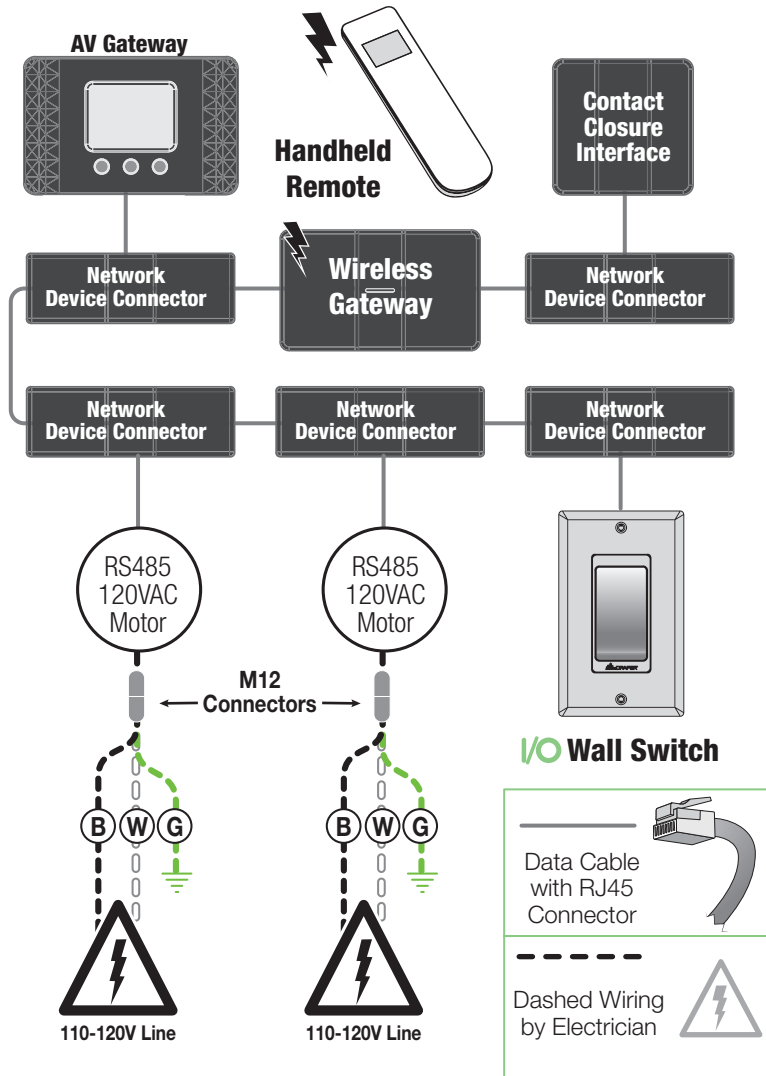 AV Gateway
Handheld
Remote
Contact
Closure
Interface
Network
Device Connector
Wireless
Gateway
Network
Device Connector
Network
Device Connector
Network
Device Connector
Network
Device Connector
RS485
120VAC
Motor
RS485
120VAC
Motor
M12
Connectors
B W G
B W G
110-120V Line
110-120V Line
DRAPER
I/O Wall Switch
Data Cable
with RJ45
Connector
Dashed Wiring
by Electrician